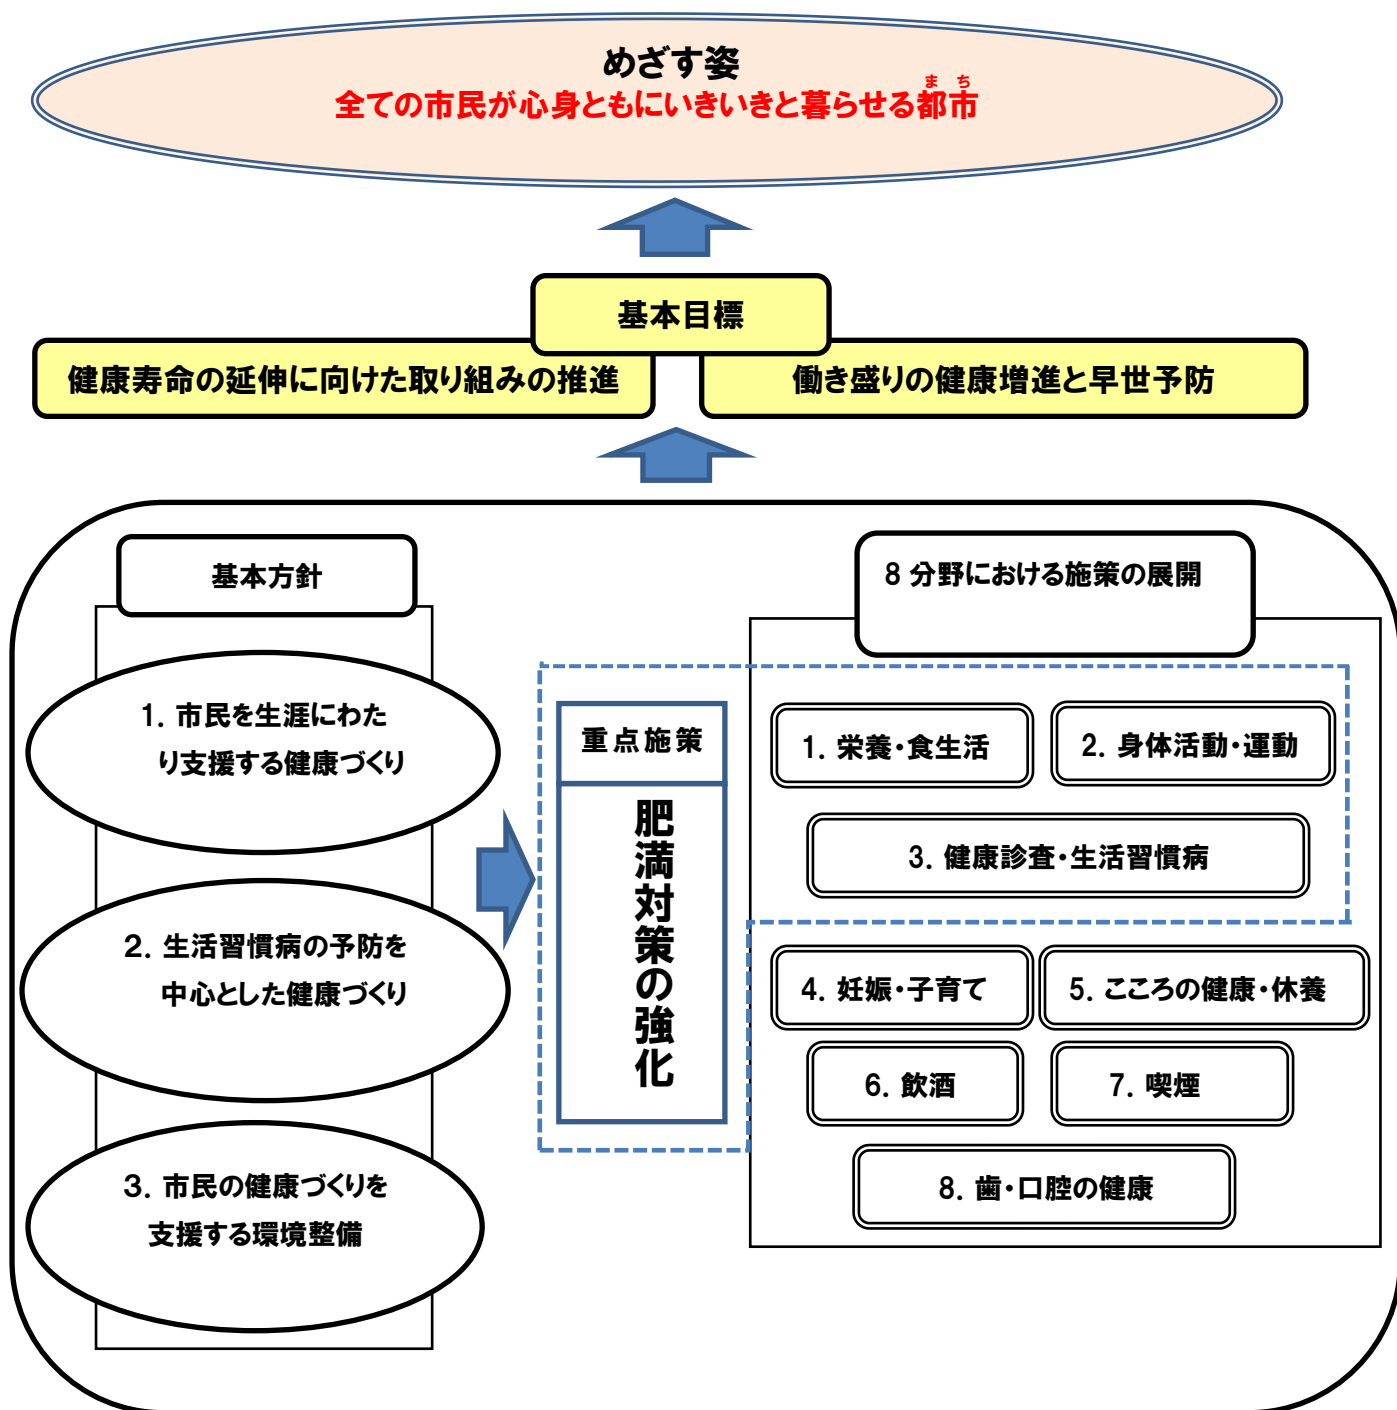 めざす姿
まち
全ての市民が心身ともにいきいきと暮らせる都市
基本目標
健康寿命の延伸に向けた取り組みの推進
働き盛りの健康増進と早世予防
基本方針
1．市民を生涯にわた
り支援する健康づくり
2．生活習慣病の予防を
中心とした健康づくり
3．市民の健康づくりを
支援する環境整備
重点施策
肥満対策の強化
8分野における施策の展開
1．栄養・食生活
2．身体活動・運動
3．健康診査・生活習慣病
4．妊娠・子育て
5．こころの健康・休養
6．飲酒
7．喫煙
8．歯・口腔の健康